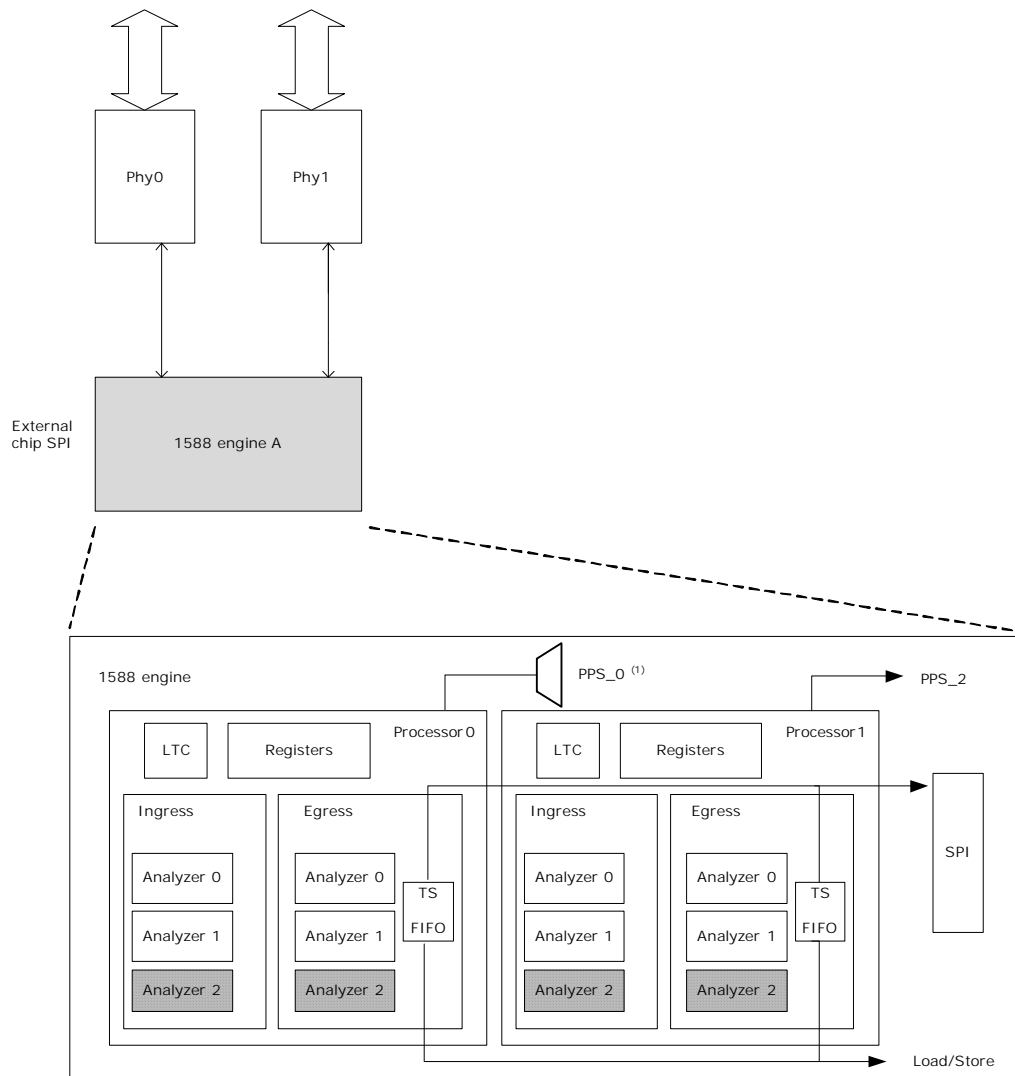 Phy0
Phy1
External
chip SPI
1588 engine A
1588 engine
PPS_0 (1)
PPS_2
Processor0
LTC
Registers
Ingress
Egress
Analyzer 0
Analyzer 0
TS
FIFO
Analyzer 1
Analyzer 1
Analyzer 2
Analyzer 2
Processor1
LTC
Registers
Ingress
Egress
Analyzer 0
Analyzer 0
TS
FIFO
Analyzer 1
Analyzer 1
Analyzer 2
Analyzer 2
SPI
Load/Store